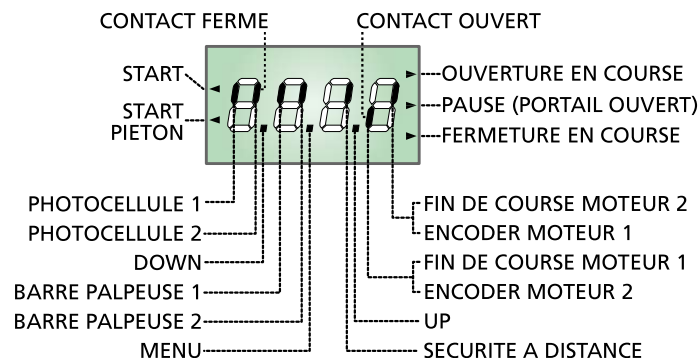 CONTACT FERME
CONTACT OUVERT
START
START
PIETON
OUVERTURE EN COURSE
PAUSE (PORTAIL OUVERT)
FERMETURE EN COURSE
PHOTOCELLULE 1
PHOTOCELLULE 2
DOWN
BARRE PALPEUSE 1
BARRE PALPEUSE 2
MENU
FIN DE COURSE MOTEUR 2
ENCODER MOTEUR 1
FIN DE COURSE MOTEUR 1
ENCODER MOTEUR 2
UP
SECURITE A DISTANCE